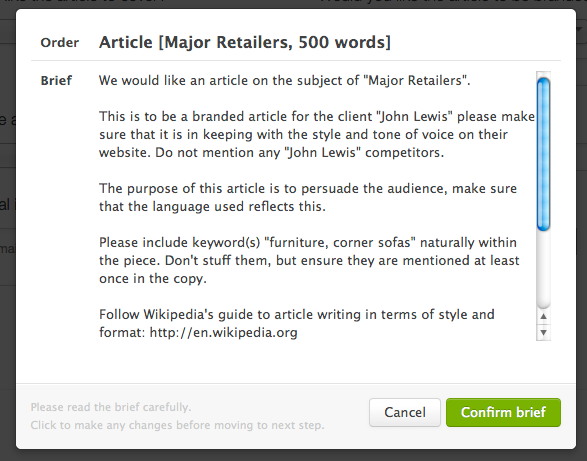 Order Article [Major Retailers, 500 words]
Brief We would like an article on the subject of "Major Retailers".
This is to be a branded article for the client "John Lewis" please make
sure that it is in keeping with the style and tone of voice on their
website. Do not mention any "John Lewis" competitors.
The purpose of this article is to persuade the audience, make sure
that the language used reflects this.
Please include keyword(s) "furniture, corner sofas" naturally within
the piece. Don't stuff them, but ensure they are mentioned at least
once in the copy.
Follow Wikipedia's guide to article writing in terms of style and
format: http://en.wikipedia.org
Please read the brief carefully.
Click to make any changes before moving to next step.
Cancel Confirm brief